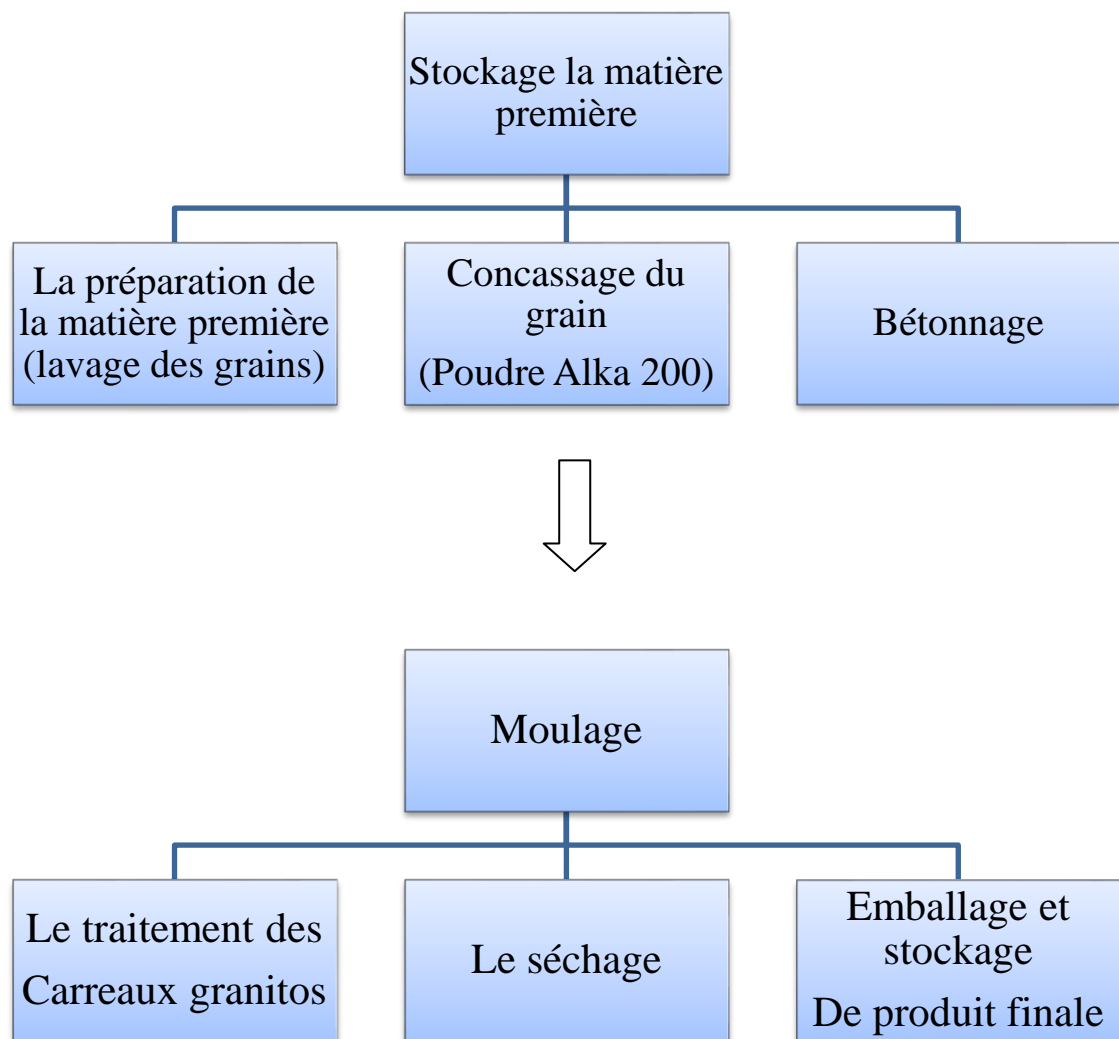 Stockage la matière
première
La préparation de
la matière première
(lavage des grains)
Concassage du
grain
(Poudre Alka 200)
Bétonnage
Moulage
Le traitement des
Carreaux granitos
Le séchage
Emballage et
stockage
De produit finale